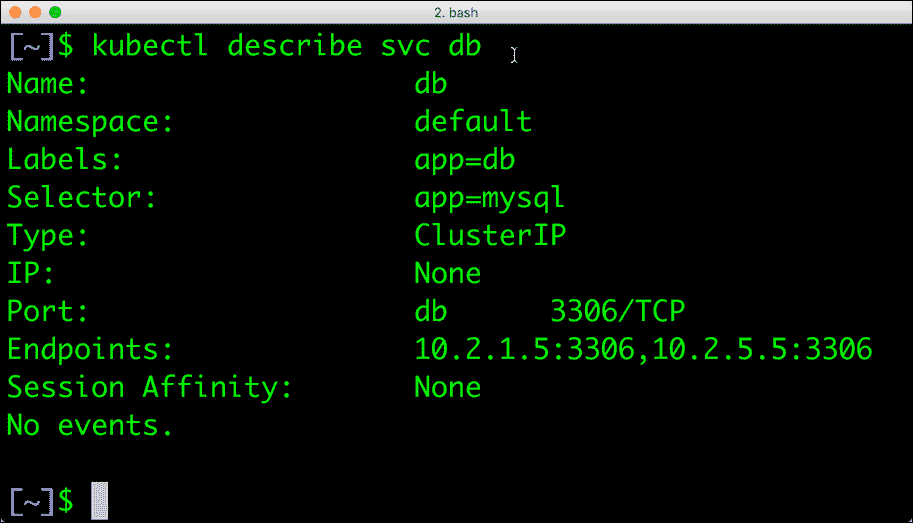 2. bash
[~]$ kubectl describe svc db
Name: db
Namespace: default
Labels: app=db
Selector: app=mysql
Type: ClusterIP
IP: None
Port: db 3306/TCP
Endpoints: 10.2.1.5:3306,10.2.5.5:3306
Session Affinity: None
No events.
[~]$